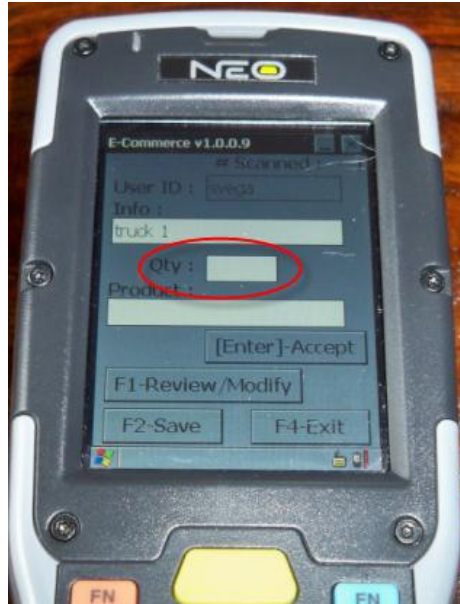 NEO
E-Commerce v1.0.0.9
# Scanned :
User ID : svega
Info :
truck 1
Qty :
Product :
[Enter]-Accept
F1-Review/Modify
F2-Save F4-Exit
FN FN